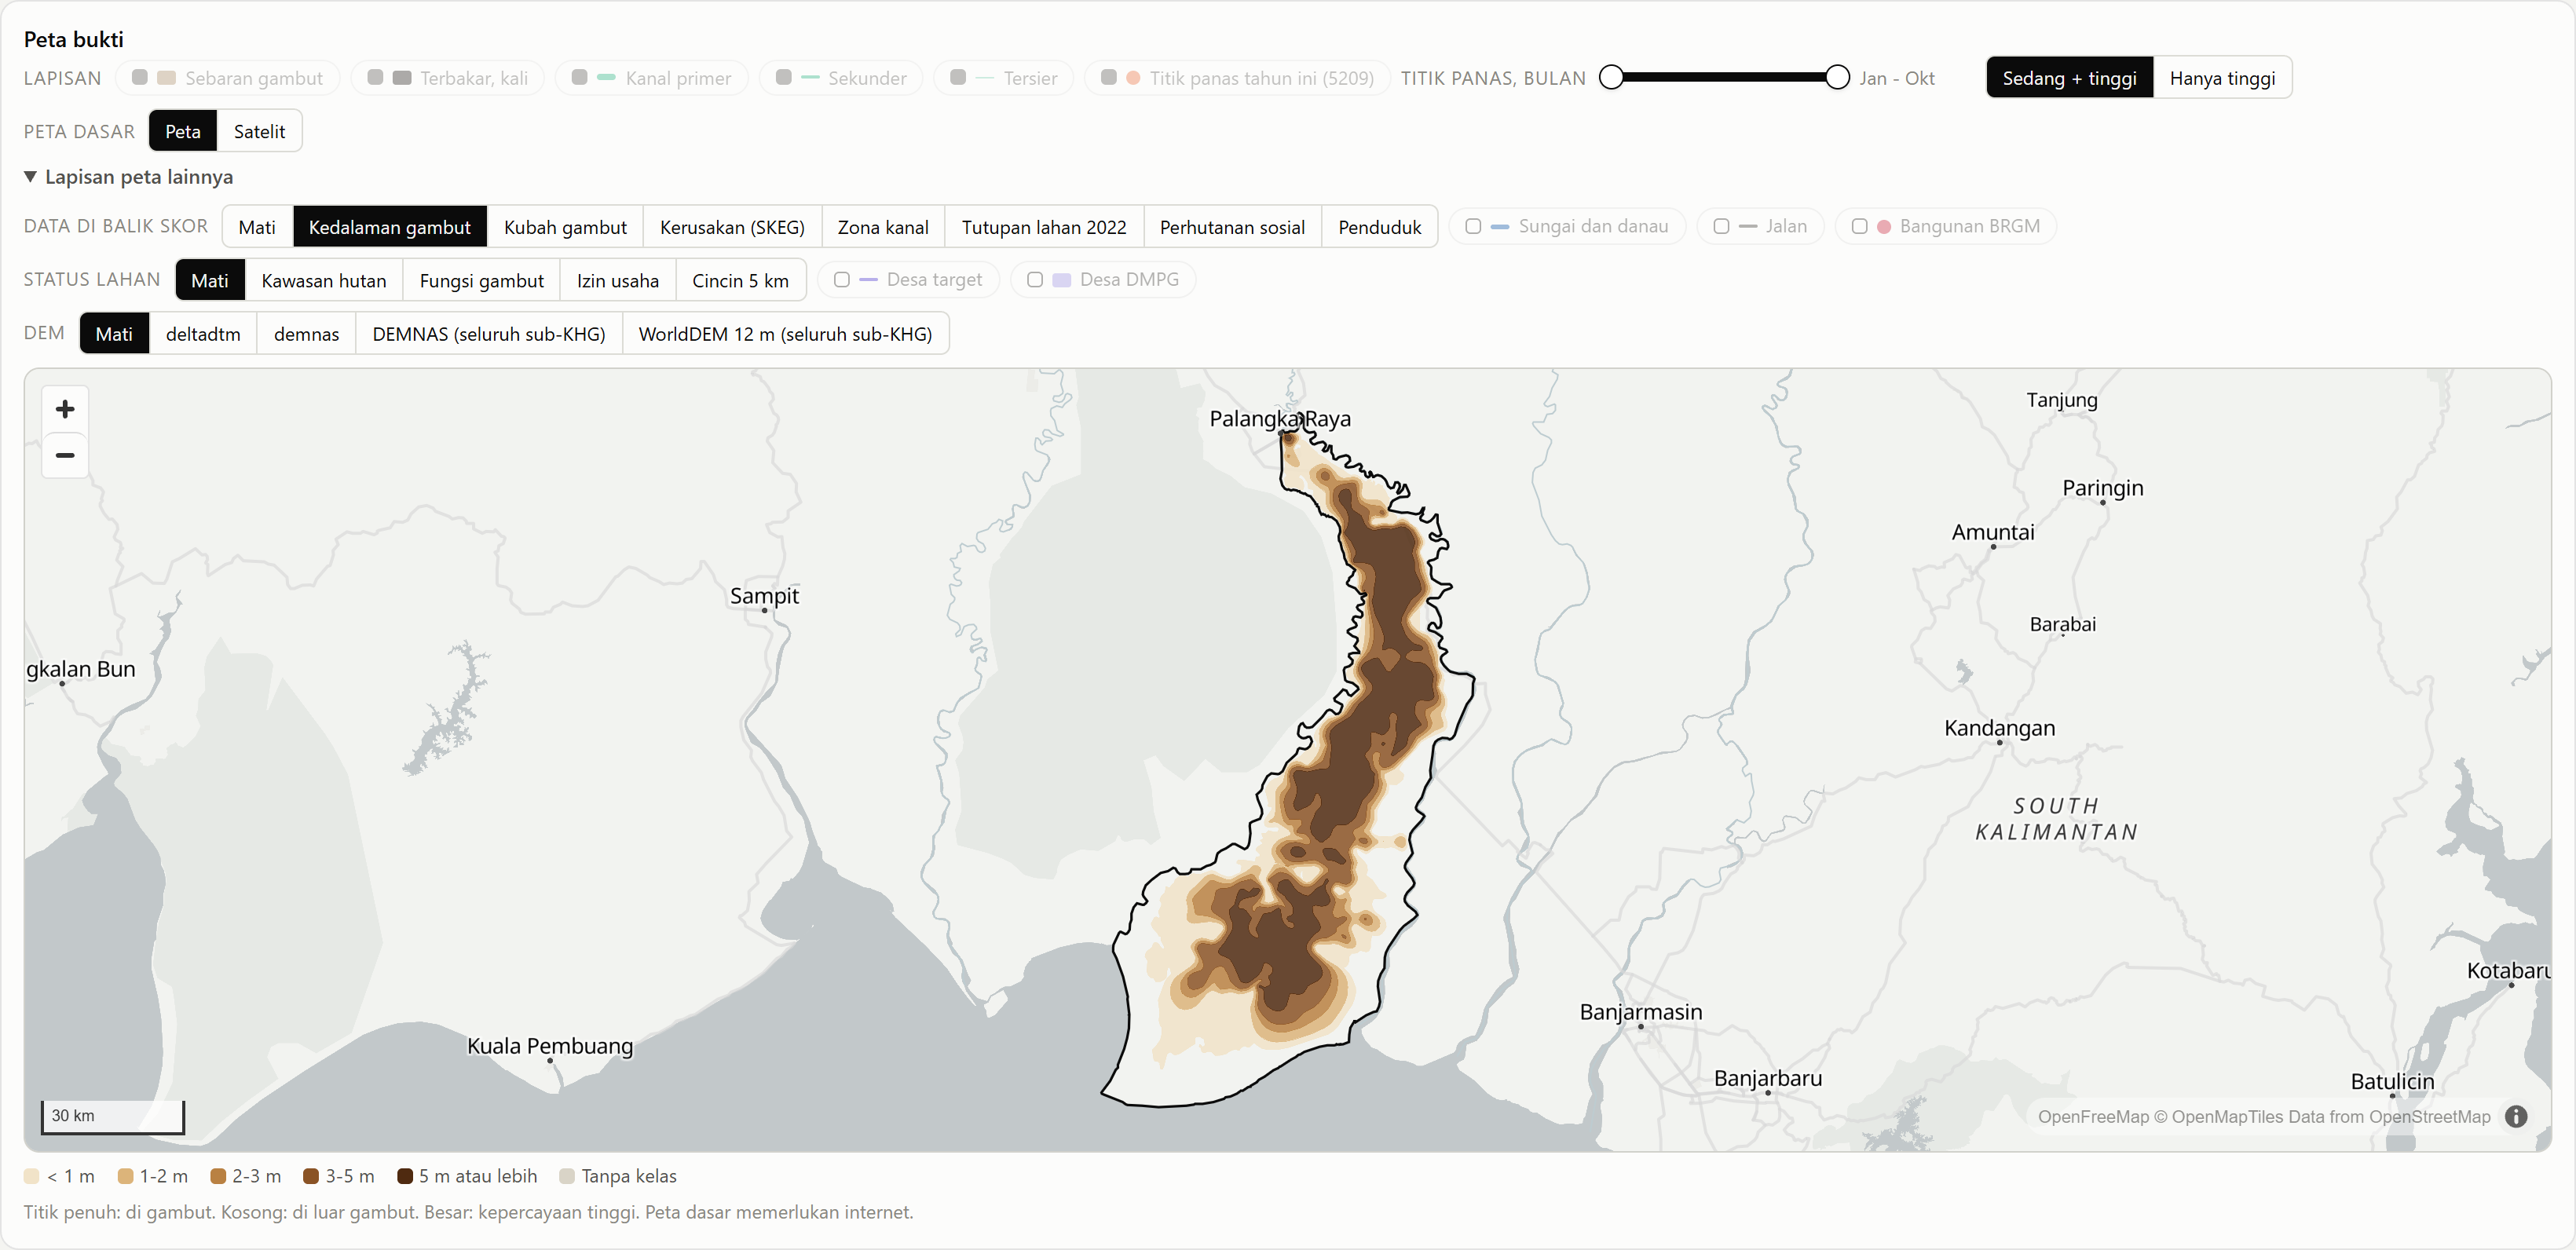 Peta bukti
LAPISAN Sebaran gambut Terbakar, kali Kanal primer Sekunder Tersier Titik panas tahun ini (5209) TITIK PANAS, BULAN Jan - Okt Sedang + tinggi Hanya tinggi
PETA DASAR Peta Satelit
▼ Lapisan peta lainnya
DATA DI BALIK SKOR Mati Kedalaman gambut Kubah gambut Kerusakan (SKEG) Zona kanal Tutupan lahan 2022 Perhutanan sosial Penduduk Sungai dan danau Jalan Bangunan BRGM
STATUS LAHAN Mati Kawasan hutan Fungsi gambut Izin usaha Cincin 5 km Desa target Desa DMPG
DEM Mati deltadtm demnas DEMNAS (seluruh sub-KHG) WorldDEM 12 m (seluruh sub-KHG)
+
−
Tanjung
Palangka Raya
Paringin
Amuntai
Sampit
Barabai
gkalan Bun
Kandangan
SOUTH
KALIMANTAN
Kotabaru
Banjarmasin
Kuala Pembuang
Banjarbaru
Batulicin
30 km
OpenFreeMap © OpenMapTiles Data from OpenStreetMap
< 1 m 1-2 m 2-3 m 3-5 m 5 m atau lebih Tanpa kelas
Titik penuh: di gambut. Kosong: di luar gambut. Besar: kepercayaan tinggi. Peta dasar memerlukan internet.